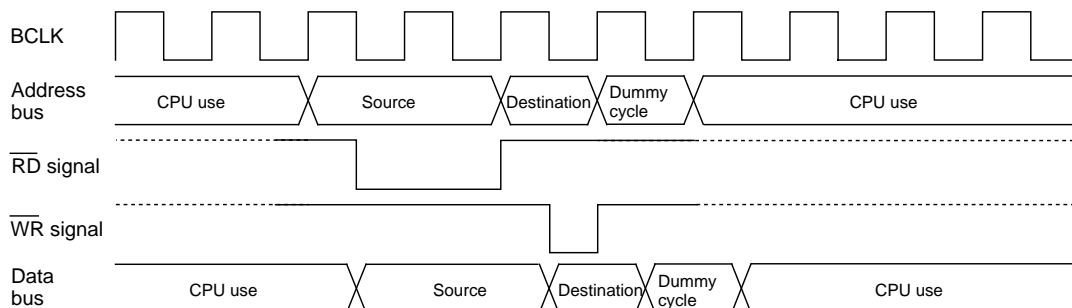 BCLK
Address
bus
CPU use
Source
Destination
Dummy
cycle
CPU use
RD signal
WR signal
Data
bus
CPU use
Source
Destination
Dummy
cycle
CPU use